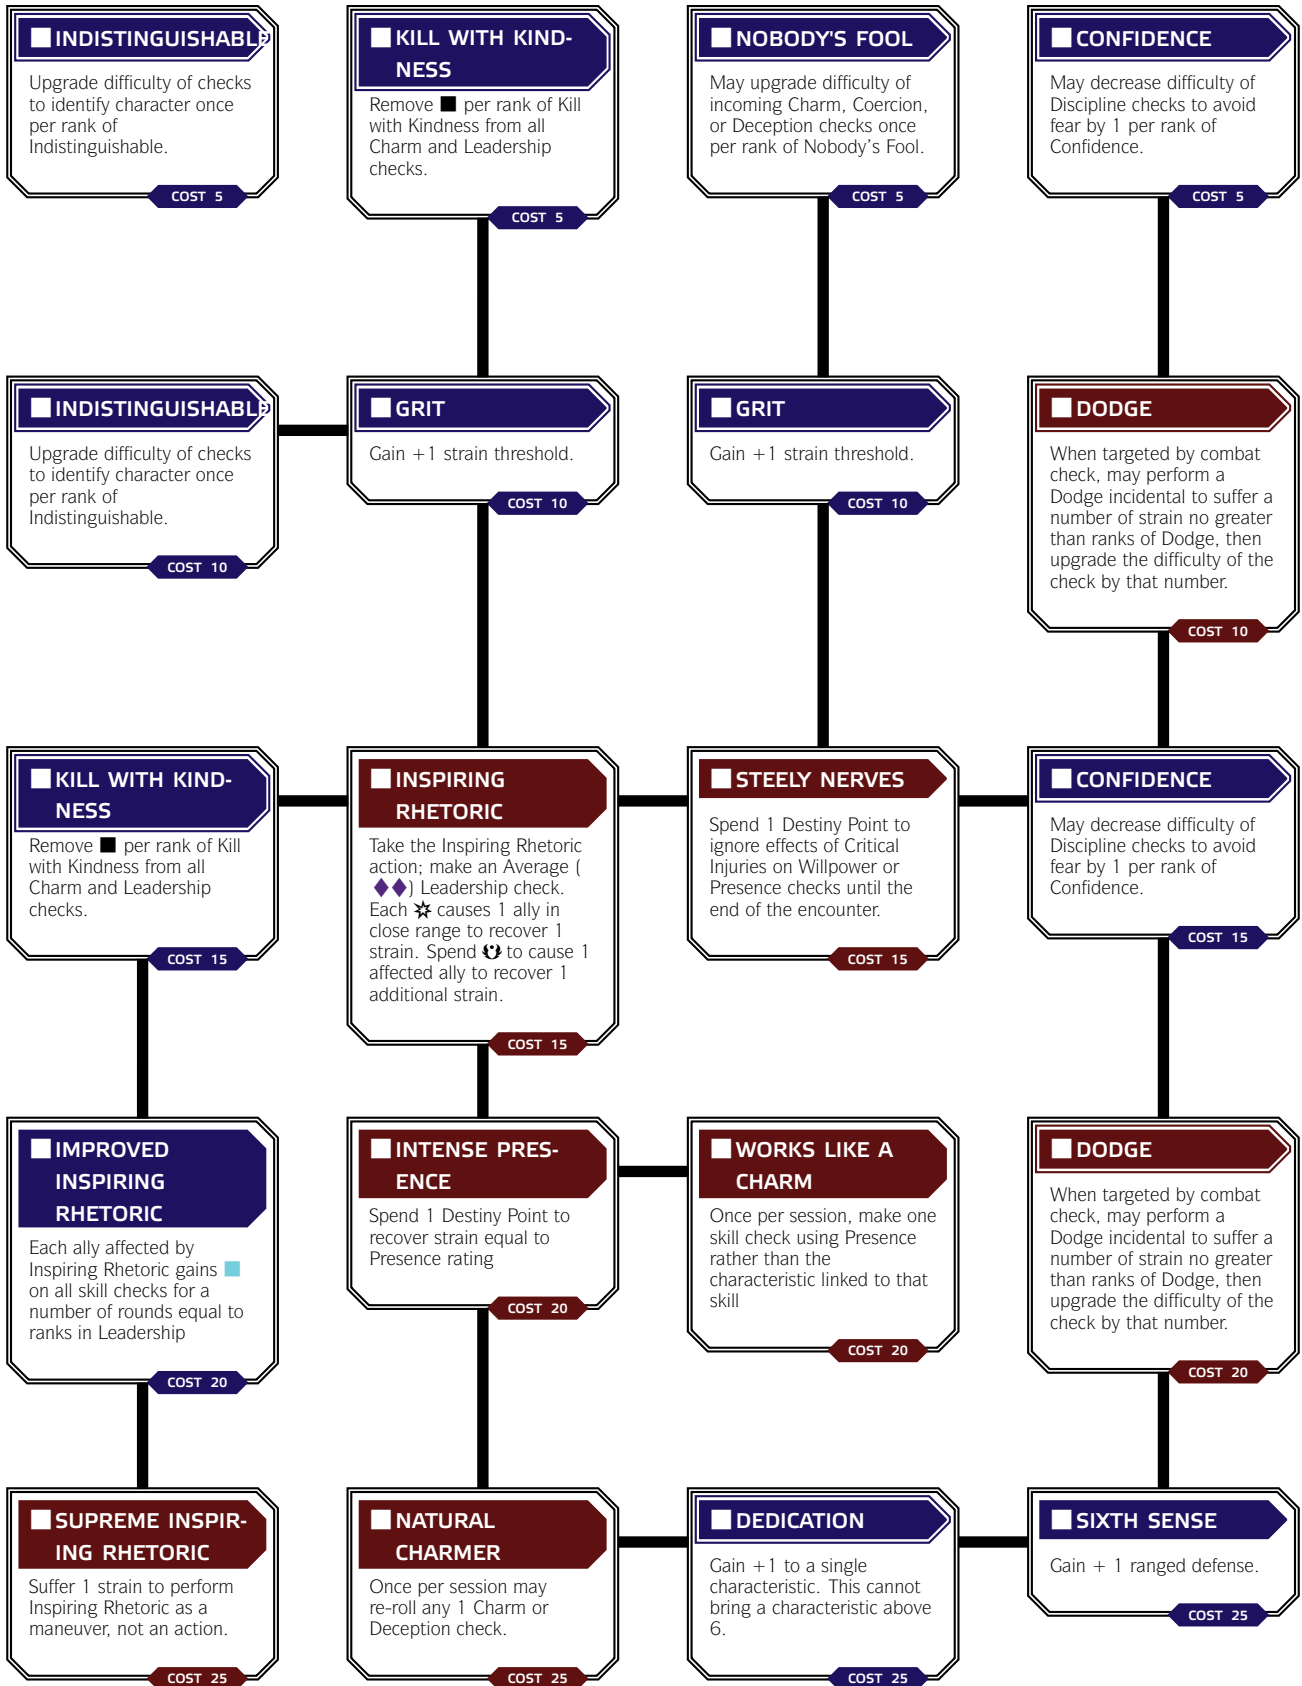 INDISTINGUISHABLE
Upgrade difficulty of checks
to identify character once
per rank of
Indistinguishable.
COST 5
KILL WITH KIND-
NESS
Remove ■ per rank of Kill
with Kindness from all
Charm and Leadership
checks.
COST 5
NOBODY'S FOOL
May upgrade difficulty of
incoming Charm, Coercion,
or Deception checks once
per rank of Nobody's Fool.
COST 5
CONFIDENCE
May decrease difficulty of
Discipline checks to avoid
fear by 1 per rank of
Confidence.
COST 5
INDISTINGUISHABLE
Upgrade difficulty of checks
to identify character once
per rank of
Indistinguishable.
COST 10
GRIT
Gain +1 strain threshold.
COST 10
GRIT
Gain +1 strain threshold.
COST 10
DODGE
When targeted by combat
check, may perform a
Dodge incidental to suffer a
number of strain no greater
than ranks of Dodge, then
upgrade the difficulty of the
check by that number.
COST 10
KILL WITH KIND-
NESS
Remove ■ per rank of Kill
with Kindness from all
Charm and Leadership
checks.
COST 15
INSPIRING
RHETORIC
Take the Inspiring Rhetoric
action; make an Average (
◆◆) Leadership check.
Each causes 1 ally in
close range to recover 1
strain. Spend to cause 1
affected ally to recover 1
additional strain.
COST 15
STEELY NERVES
Spend 1 Destiny Point to
ignore effects of Critical
Injuries on Willpower or
Presence checks until the
end of the encounter.
COST 15
CONFIDENCE
May decrease difficulty of
Discipline checks to avoid
fear by 1 per rank of
Confidence.
COST 15
IMPROVED
INSPIRING
RHETORIC
Each ally affected by
Inspiring Rhetoric gains ■
on all skill checks for a
number of rounds equal to
ranks in Leadership
COST 20
INTENSE PRES-
ENCE
Spend 1 Destiny Point to
recover strain equal to
Presence rating
COST 20
WORKS LIKE A
CHARM
Once per session, make one
skill check using Presence
rather than the
characteristic linked to that
skill
COST 20
DODGE
When targeted by combat
check, may perform a
Dodge incidental to suffer a
number of strain no greater
than ranks of Dodge, then
upgrade the difficulty of the
check by that number.
COST 20
SUPREME INSPIR-
ING RHETORIC
Suffer 1 strain to perform
Inspiring Rhetoric as a
maneuver, not an action.
COST 25
NATURAL
CHARMER
Once per session may
re-roll any 1 Charm or
Deception check.
COST 25
DEDICATION
Gain +1 to a single
characteristic. This cannot
bring a characteristic above
6.
COST 25
SIXTH SENSE
Gain + 1 ranged defense.
COST 25